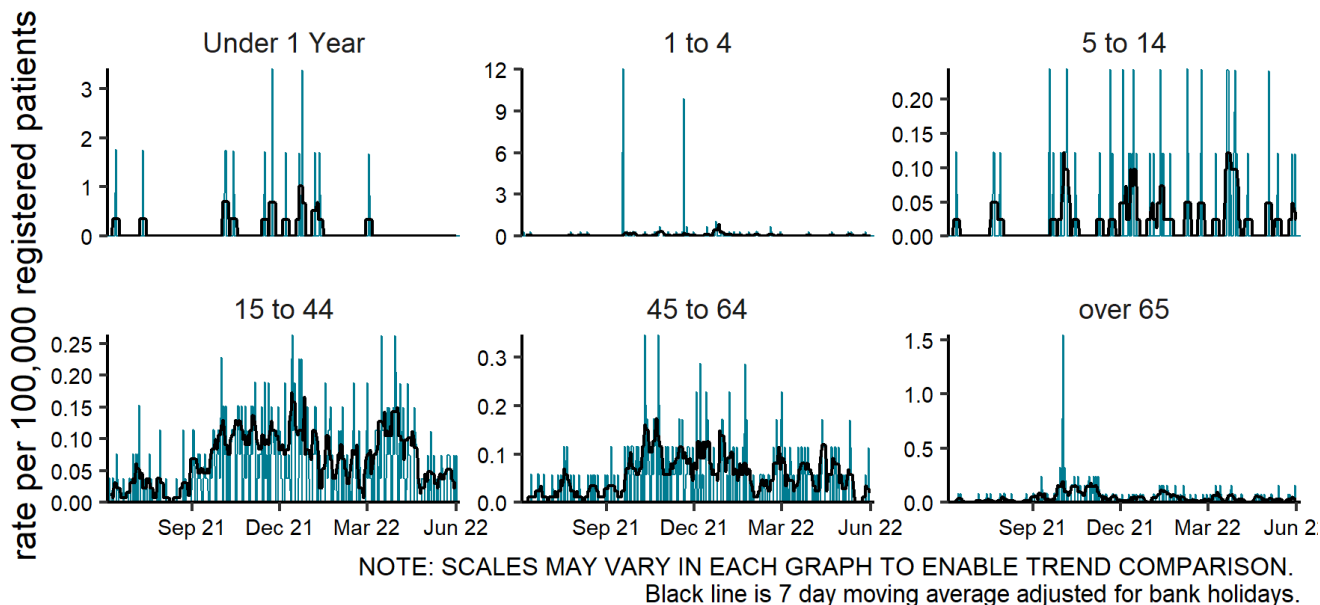 rate per 100,000 registered patients
Under 1 Year
3
2
1
0
1 to 4
12
9
6
3
0
5 to 14
0.20
0.15
0.10
0.05
0.00
15 to 44
0.25
0.20
0.15
0.10
0.05
0.00
Sep 21 Dec 21 Mar 22 Jun 22
45 to 64
0.3
0.2
0.1
0.0
Sep 21 Dec 21 Mar 22 Jun 22
over 65
1.5
1.0
0.5
0.0
Sep 21 Dec 21 Mar 22 Jun 2
NOTE: SCALES MAY VARY IN EACH GRAPH TO ENABLE TREND COMPARISON.
Black line is 7 day moving average adjusted for bank holidays.